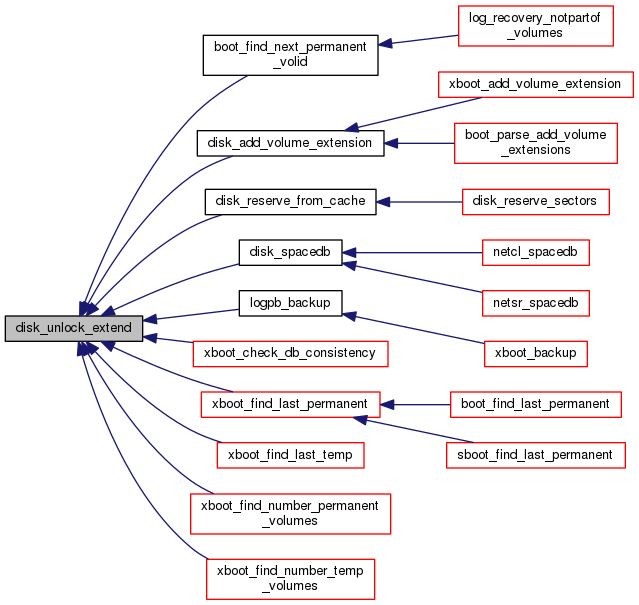 log_recovery_notpartof
_volumes
boot_find_next_permanent
_volid
xboot_add_volume_extension
disk_add_volume_extension
boot_parse_add_volume
_extensions
disk_reserve_from_cache
disk_reserve_sectors
disk_spacedb
netcl_spacedb
netsr_spacedb
logpb_backup
disk_unlock_extend
xboot_check_db_consistency
xboot_backup
xboot_find_last_permanent
boot_find_last_permanent
xboot_find_last_temp
sboot_find_last_permanent
xboot_find_number_permanent
_volumes
xboot_find_number_temp
_volumes